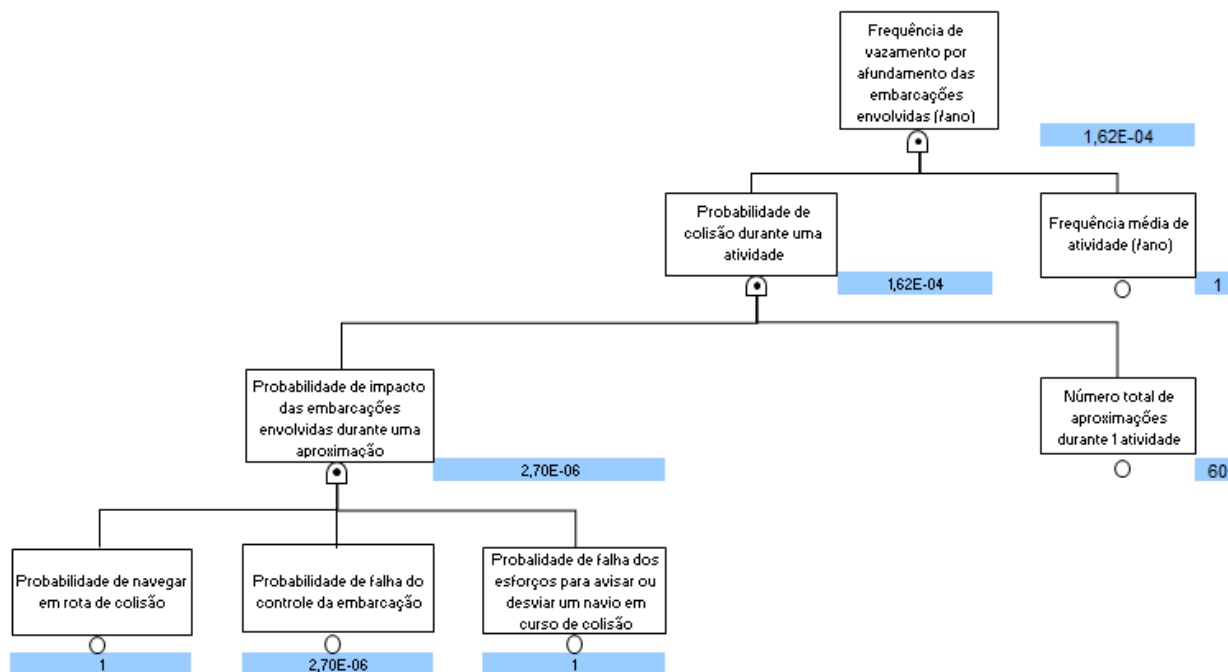 Frequência de
vazamento por
afundamento das
embarcações
envolvidas (/ano)
1,62E-04
Probabilidade de
colisão durante uma
atividade
1,62E-04
Frequência média de
atividade (/ano)
1
Probabilidade de impacto
das embarcações
envolvidas durante uma
aproximação
2,70E-06
Número total de
aproximações
durante 1 atividade
60
Probabilidade de navegar
em rota de colisão
1
Probabilidade de falha do
controle da embarcação
2,70E-06
Probalidade de falha dos
esforços para avisar ou
desviar um navio em
curso de colisão
1